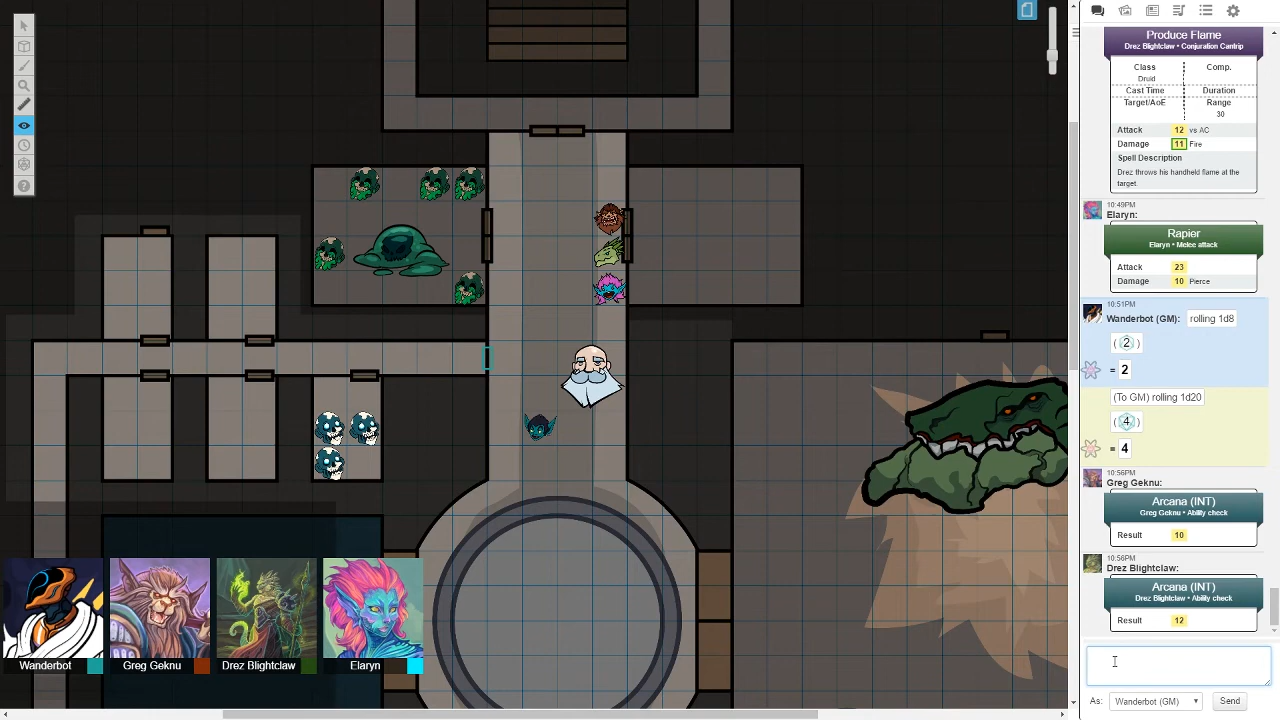 Produce Flame
Drez Blightclaw • Conjuration Cantrip
Class Comp.
Druid
Cast Time Duration
Target/AoE Range
30
Attack 12 vs AC
Damage 11 Fire
Spell Description
Drez throws his handheld flame at the
target.
10:49PM
Elaryn:
Rapier
Elaryn • Melee attack
Attack 23
Damage 10 Pierce
10:51PM
Wanderbot (GM): rolling 1d8
( 2 )
= 2
(To GM) rolling 1d20
( 4 )
= 4
10:56PM
Greg Geknu:
Arcana (INT)
Greg Geknu • Ability check
Result 10
10:56PM
Drez Blightclaw:
Arcana (INT)
Drez Blightclaw • Ability check
Result 12
As: Wanderbot (GM) Send
Wanderbot Greg Geknu Drez Blightclaw Elaryn